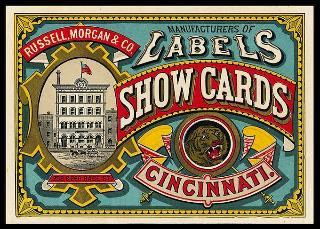 RUSSELL, MORGAN & CO.
MANUFACTURERS OF
LABELS
SHOW CARDS
CINCINNATI.